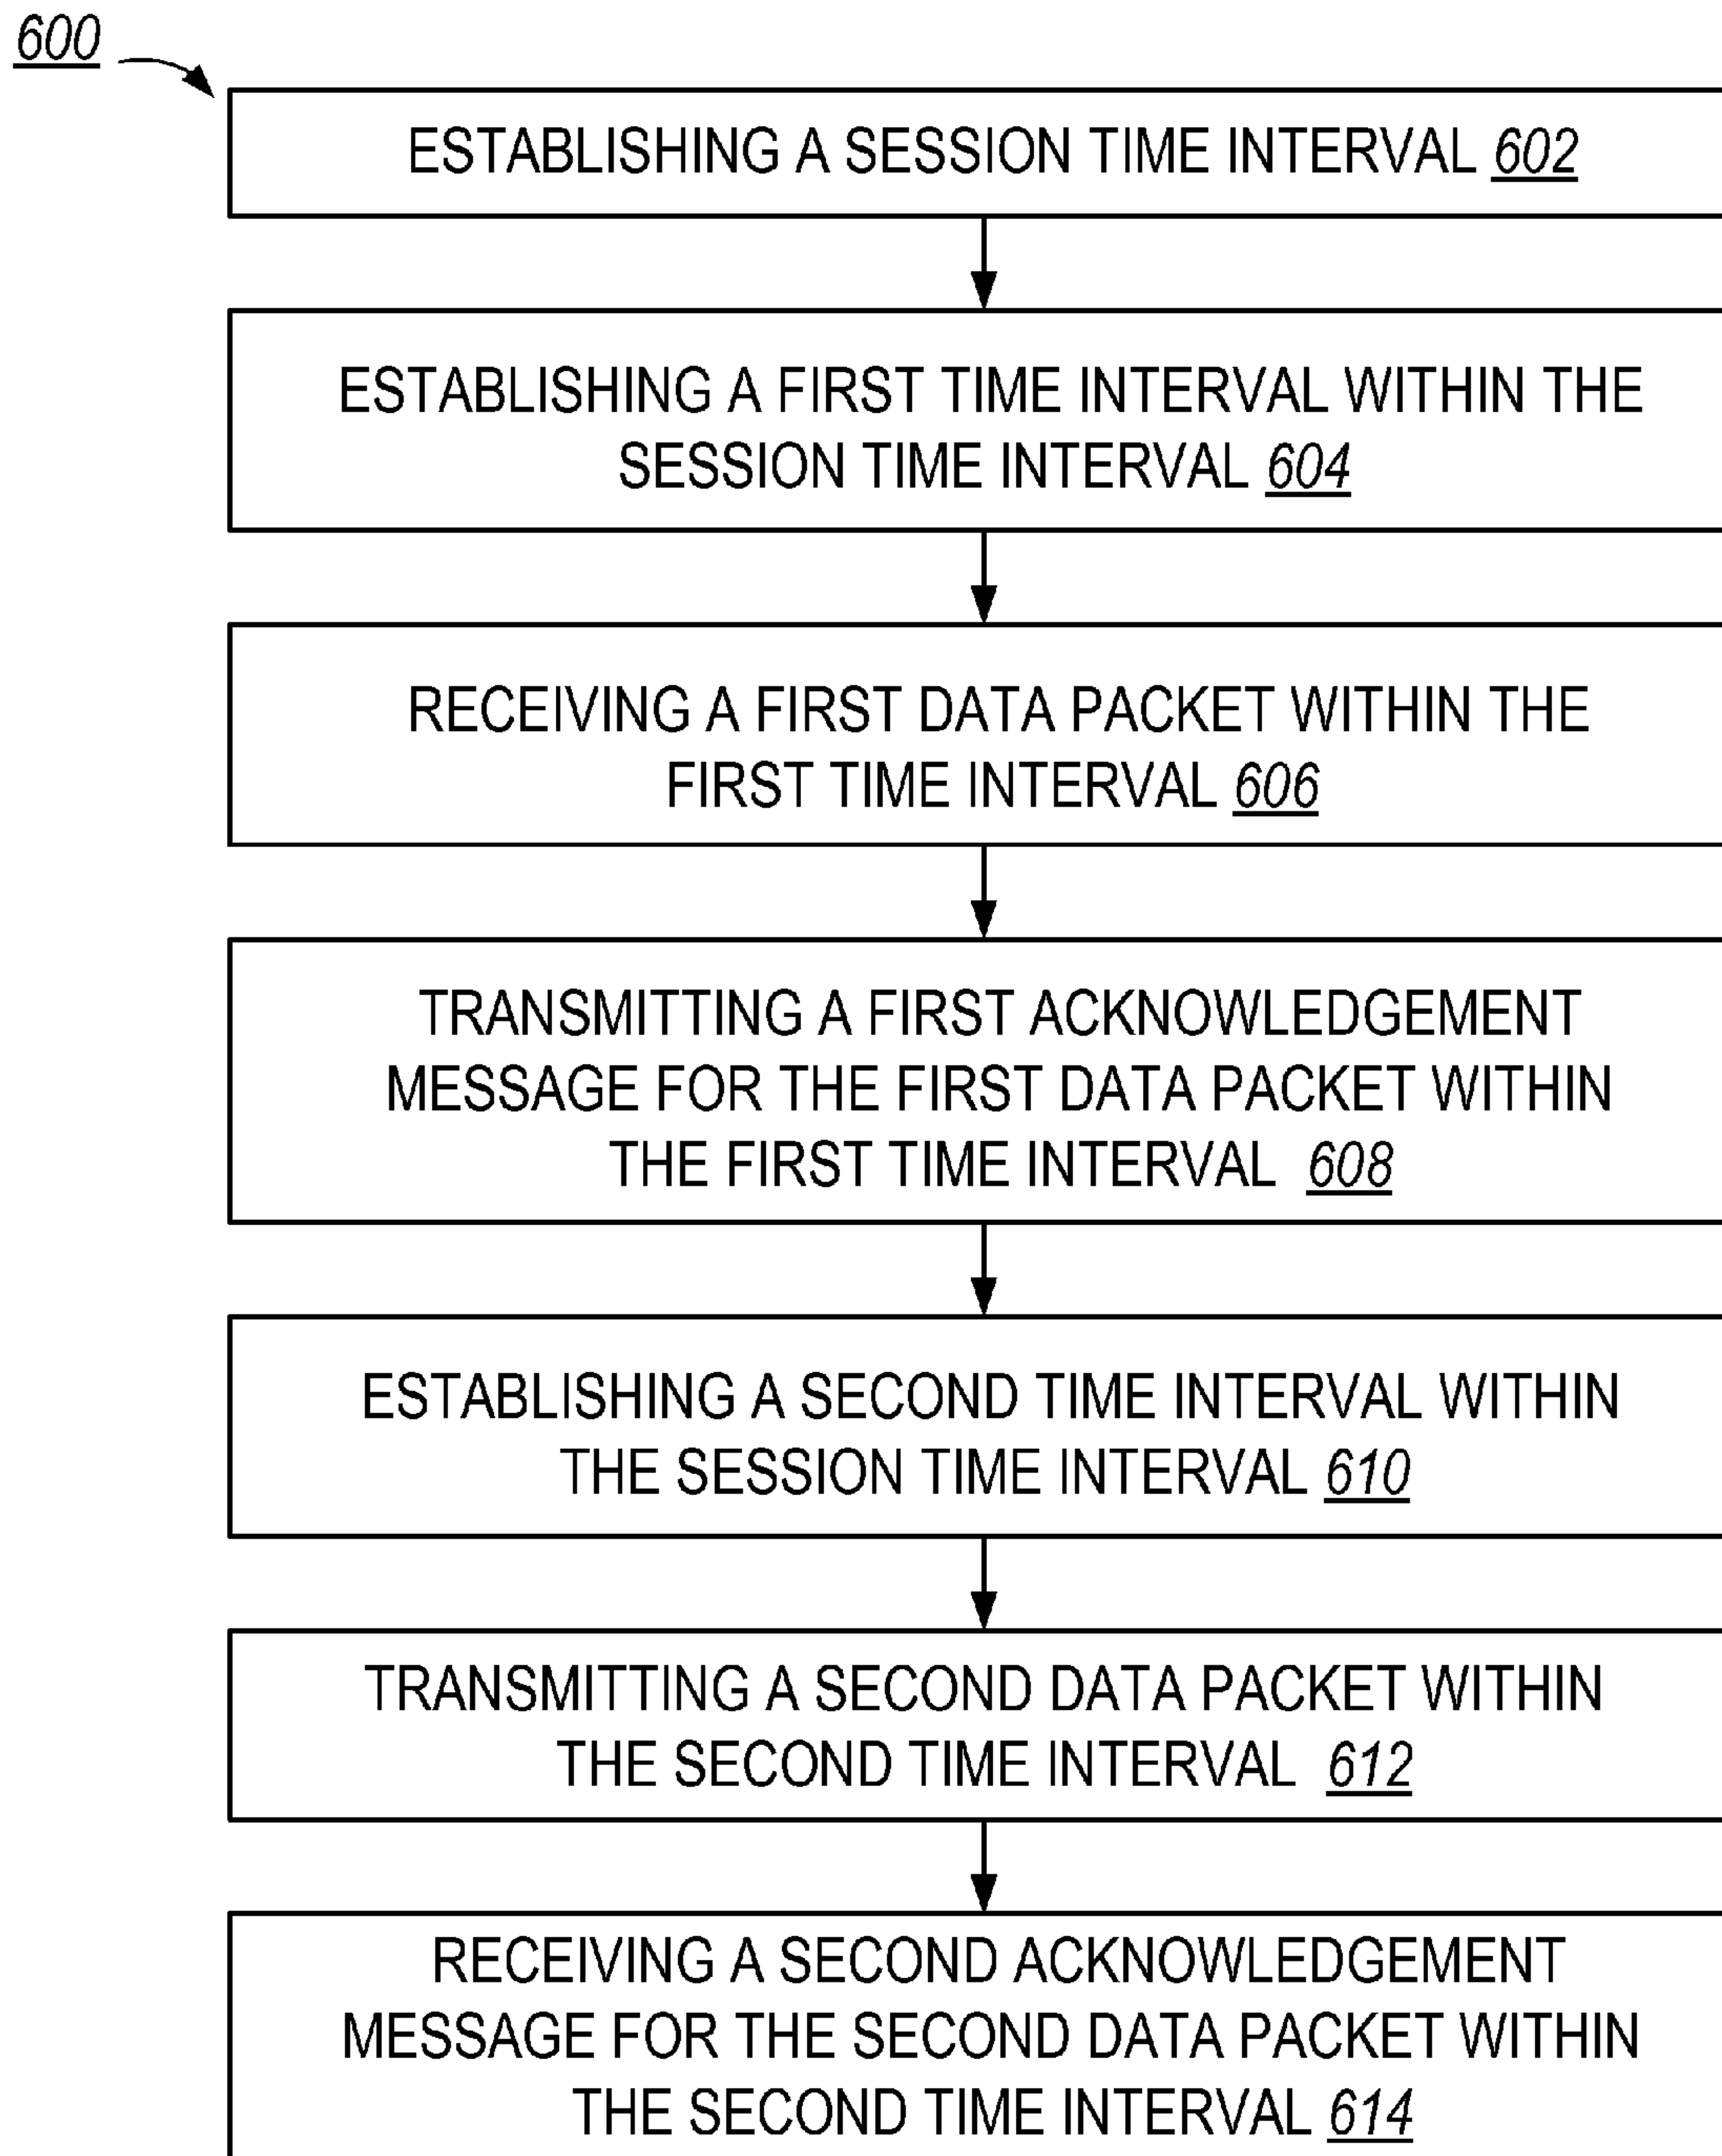 600
ESTABLISHING A SESSION TIME INTERVAL 602
ESTABLISHING A FIRST TIME INTERVAL WITHIN THE
SESSION TIME INTERVAL 604
RECEIVING A FIRST DATA PACKET WITHIN THE
FIRST TIME INTERVAL 606
TRANSMITTING A FIRST ACKNOWLEDGEMENT
MESSAGE FOR THE FIRST DATA PACKET WITHIN
THE FIRST TIME INTERVAL 608
ESTABLISHING A SECOND TIME INTERVAL WITHIN
THE SESSION TIME INTERVAL 610
TRANSMITTING A SECOND DATA PACKET WITHIN
THE SECOND TIME INTERVAL 612
RECEIVING A SECOND ACKNOWLEDGEMENT
MESSAGE FOR THE SECOND DATA PACKET WITHIN
THE SECOND TIME INTERVAL 614